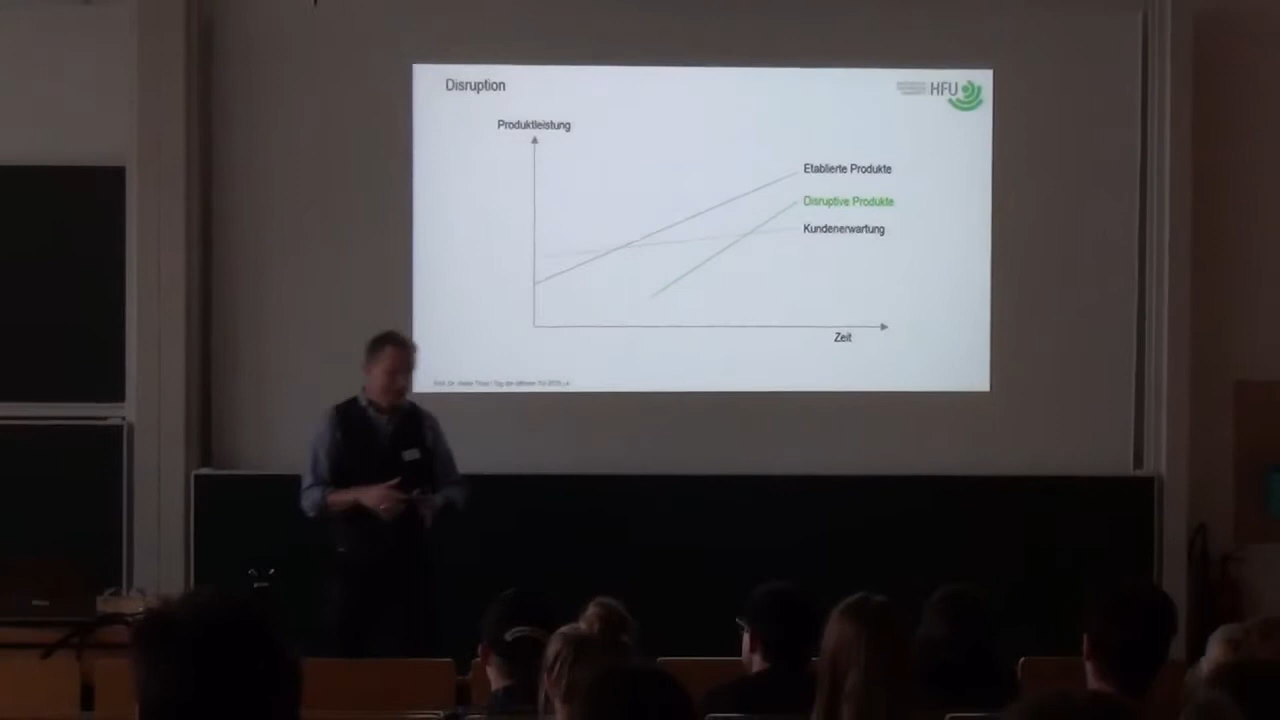 Disruption
HFU
Produktleistung
Etablierte Produkte
Disruptive Produkte
Kundenerwartung
Zeit